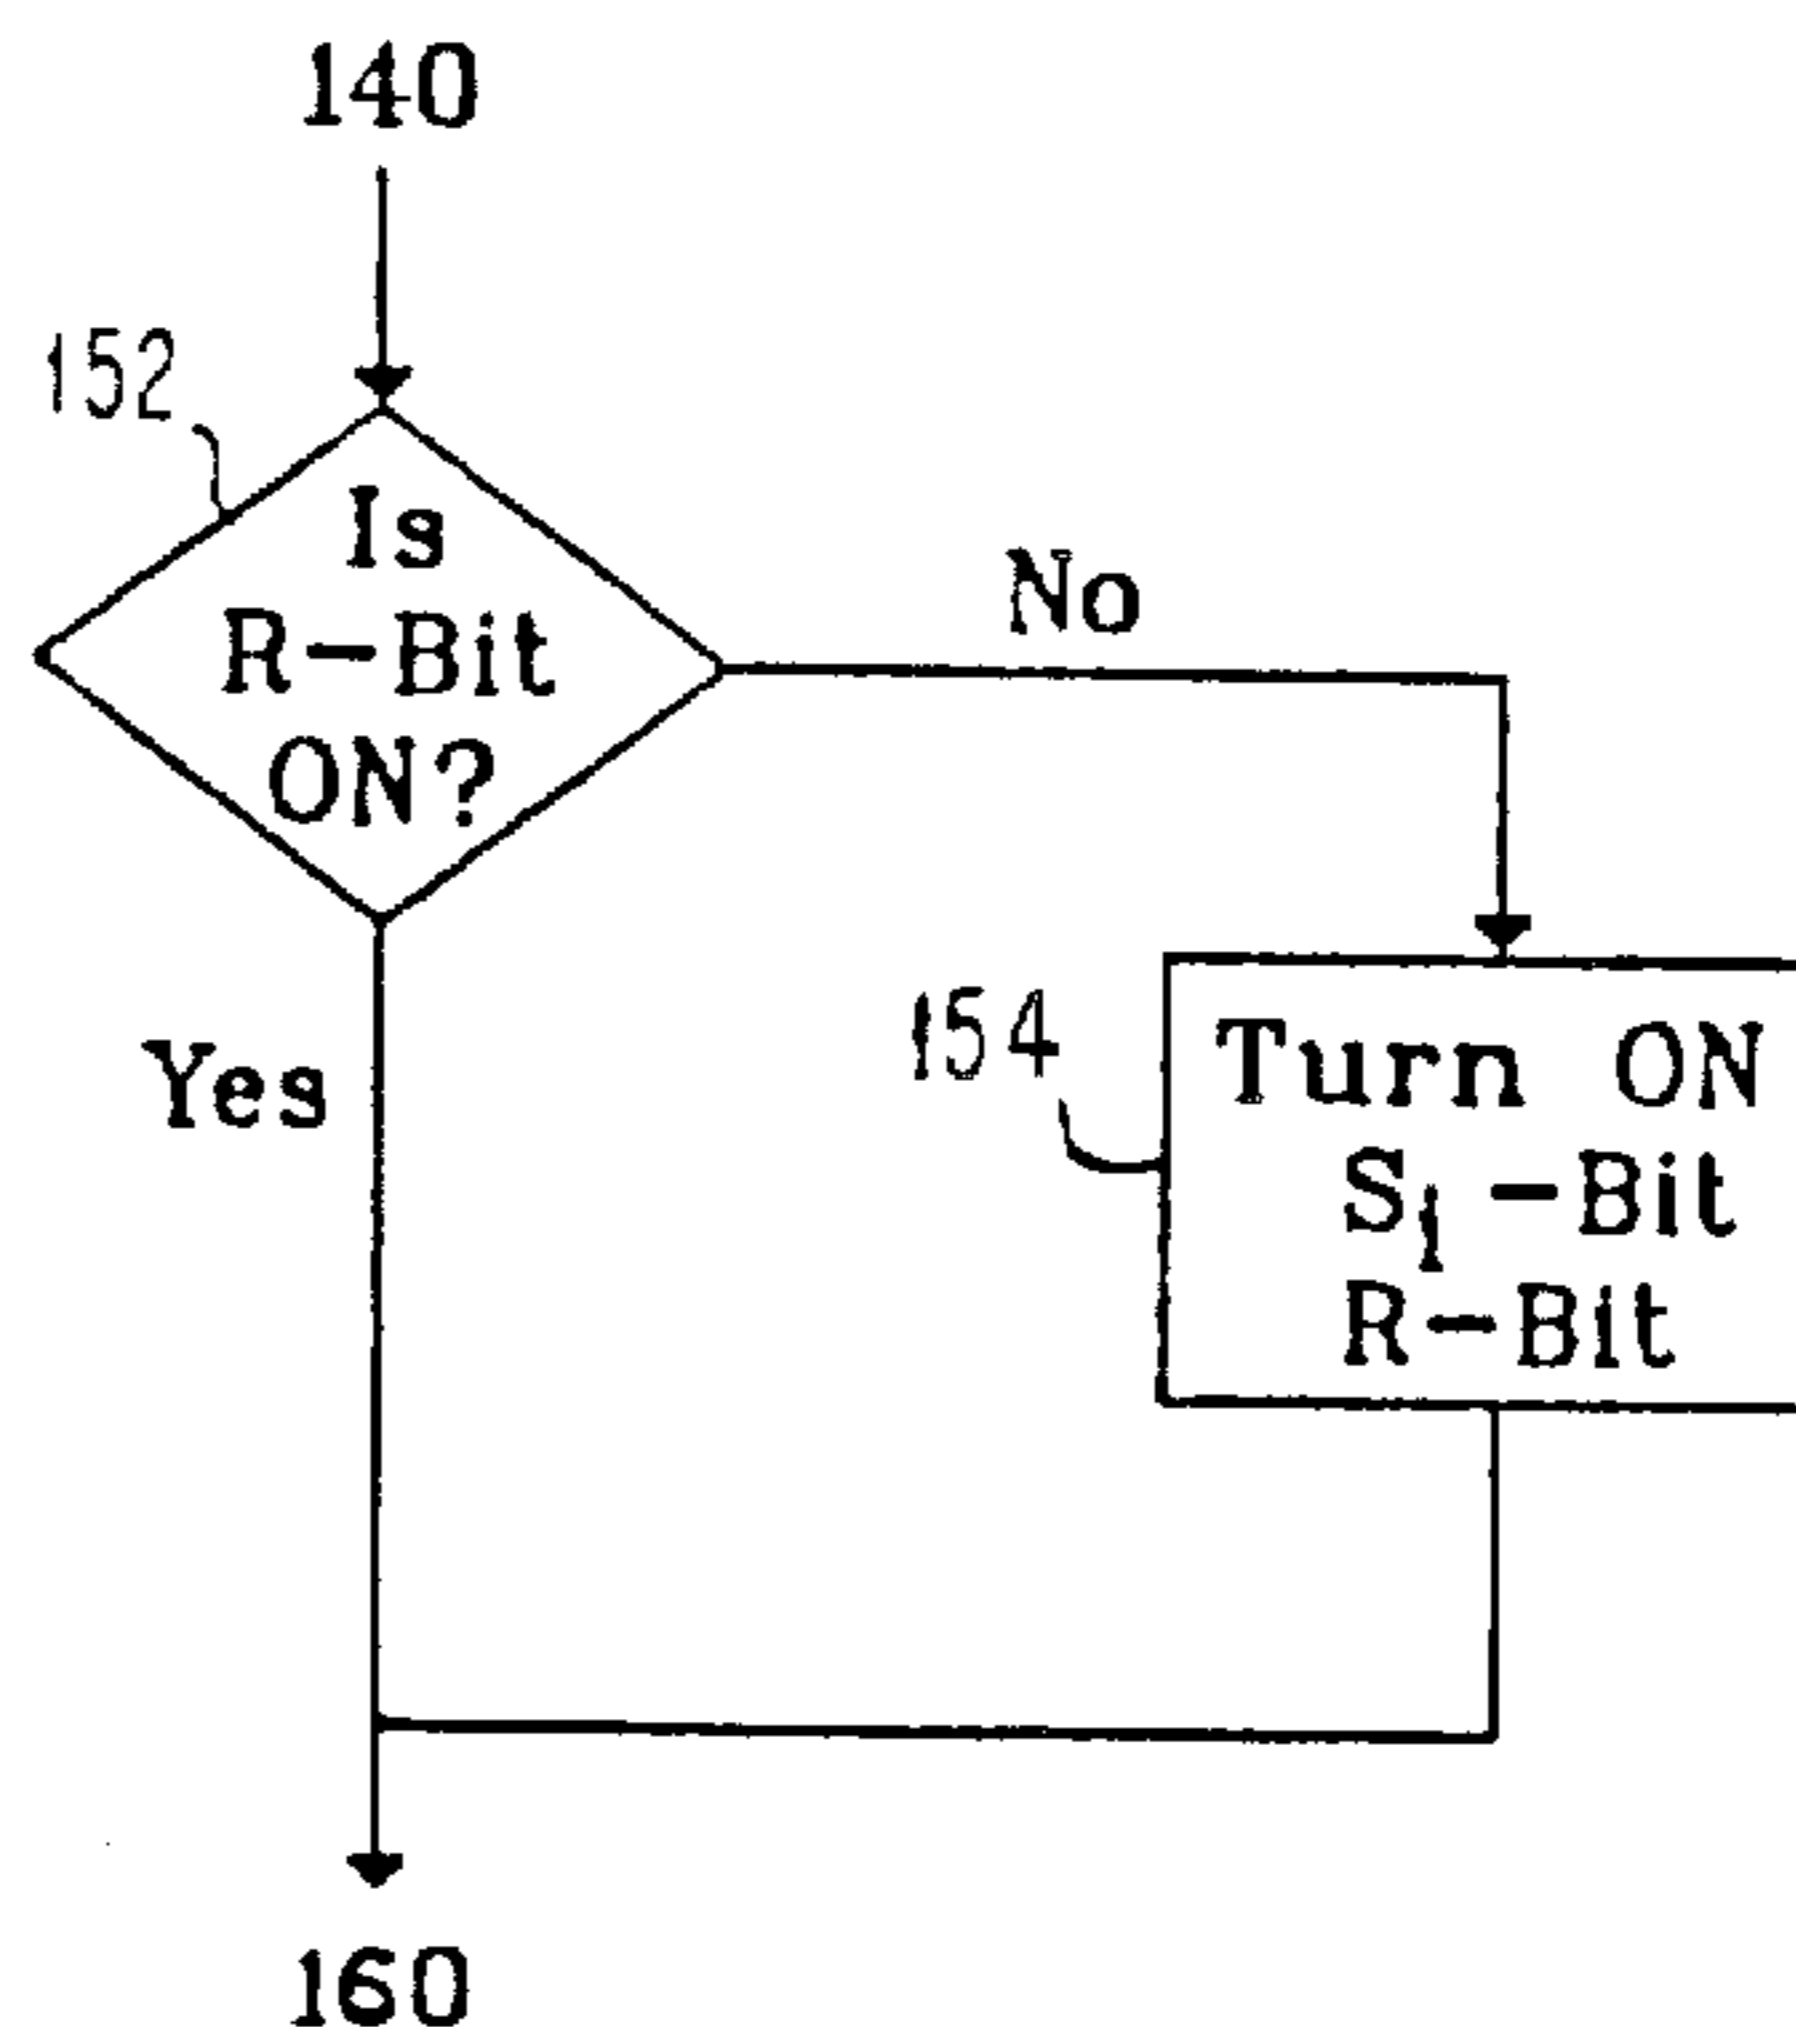 140
152
Is
R-Bit
ON?
No
Yes
154
Turn ON
S₁-Bit
R-Bit
160